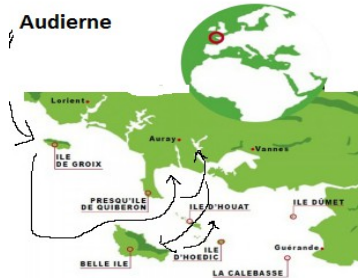 Audierne
Lorient
Auray
Vannes
ILE
DE GROIX
PRESQU'ILE
DE QUIBERON
ILE D'HOUAT
ILE DUMET
ILE
D'HOEDIC
Guérande
BELLE ILE
LA CALEBASSE